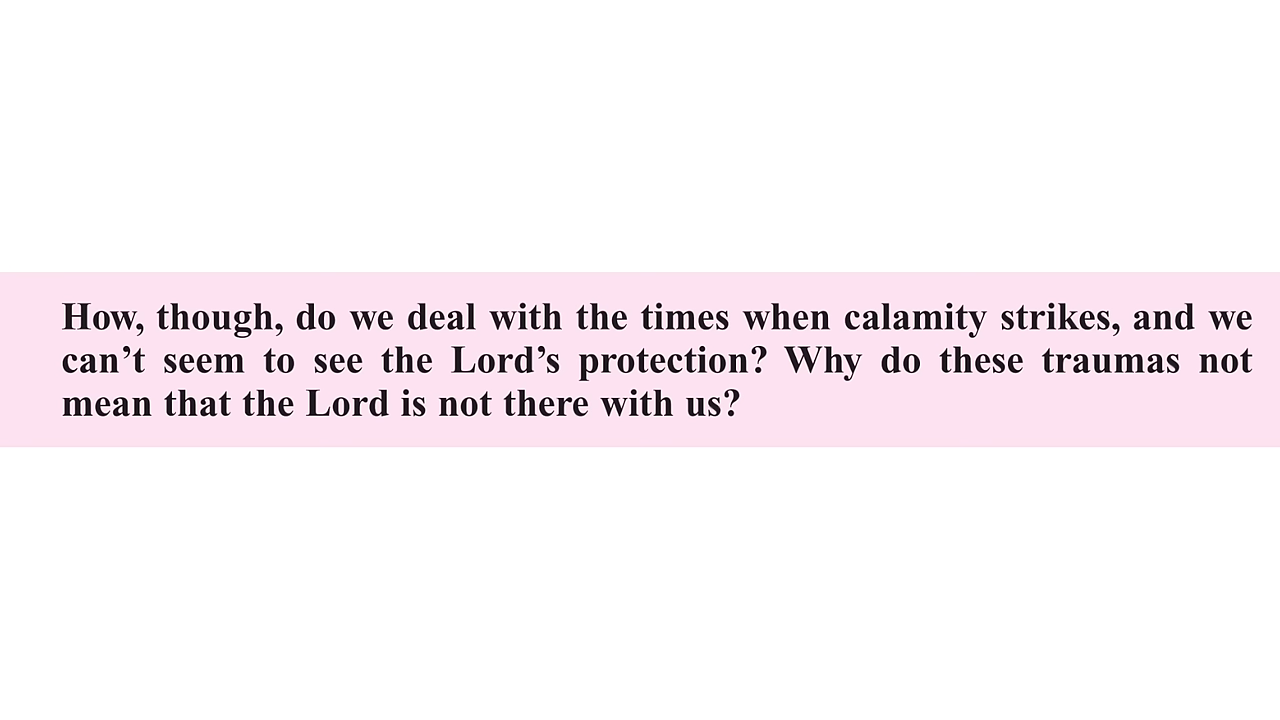 How, though, do we deal with the times when calamity strikes, and we
can’t seem to see the Lord’s protection? Why do these traumas not
mean that the Lord is not there with us?